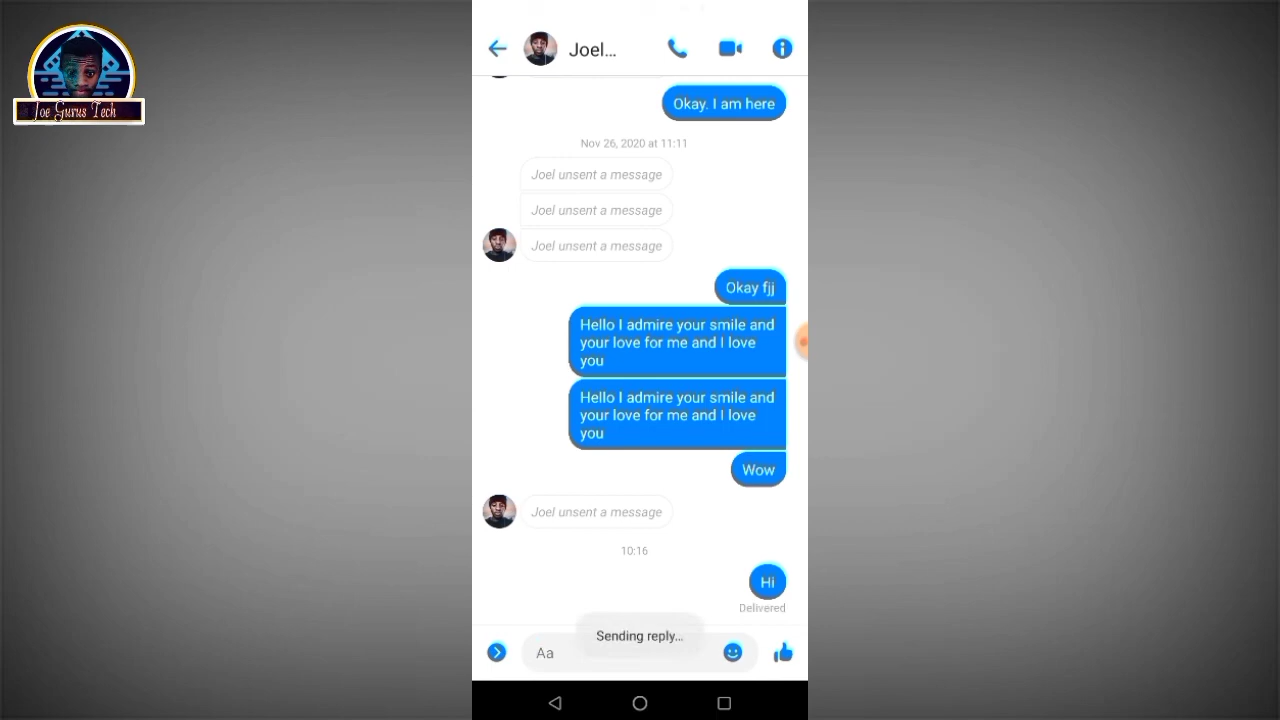 Joe Gurus Tech
Joel...
Okay. I am here
Nov 26, 2020 at 11:11
Joel unsent a message
Joel unsent a message
Joel unsent a message
Okay fjj
Hello I admire your smile and
your love for me and I love
you
Hello I admire your smile and
your love for me and I love
you
Wow
Joel unsent a message
10:16
Hi
Delivered
Sending reply...
Aa